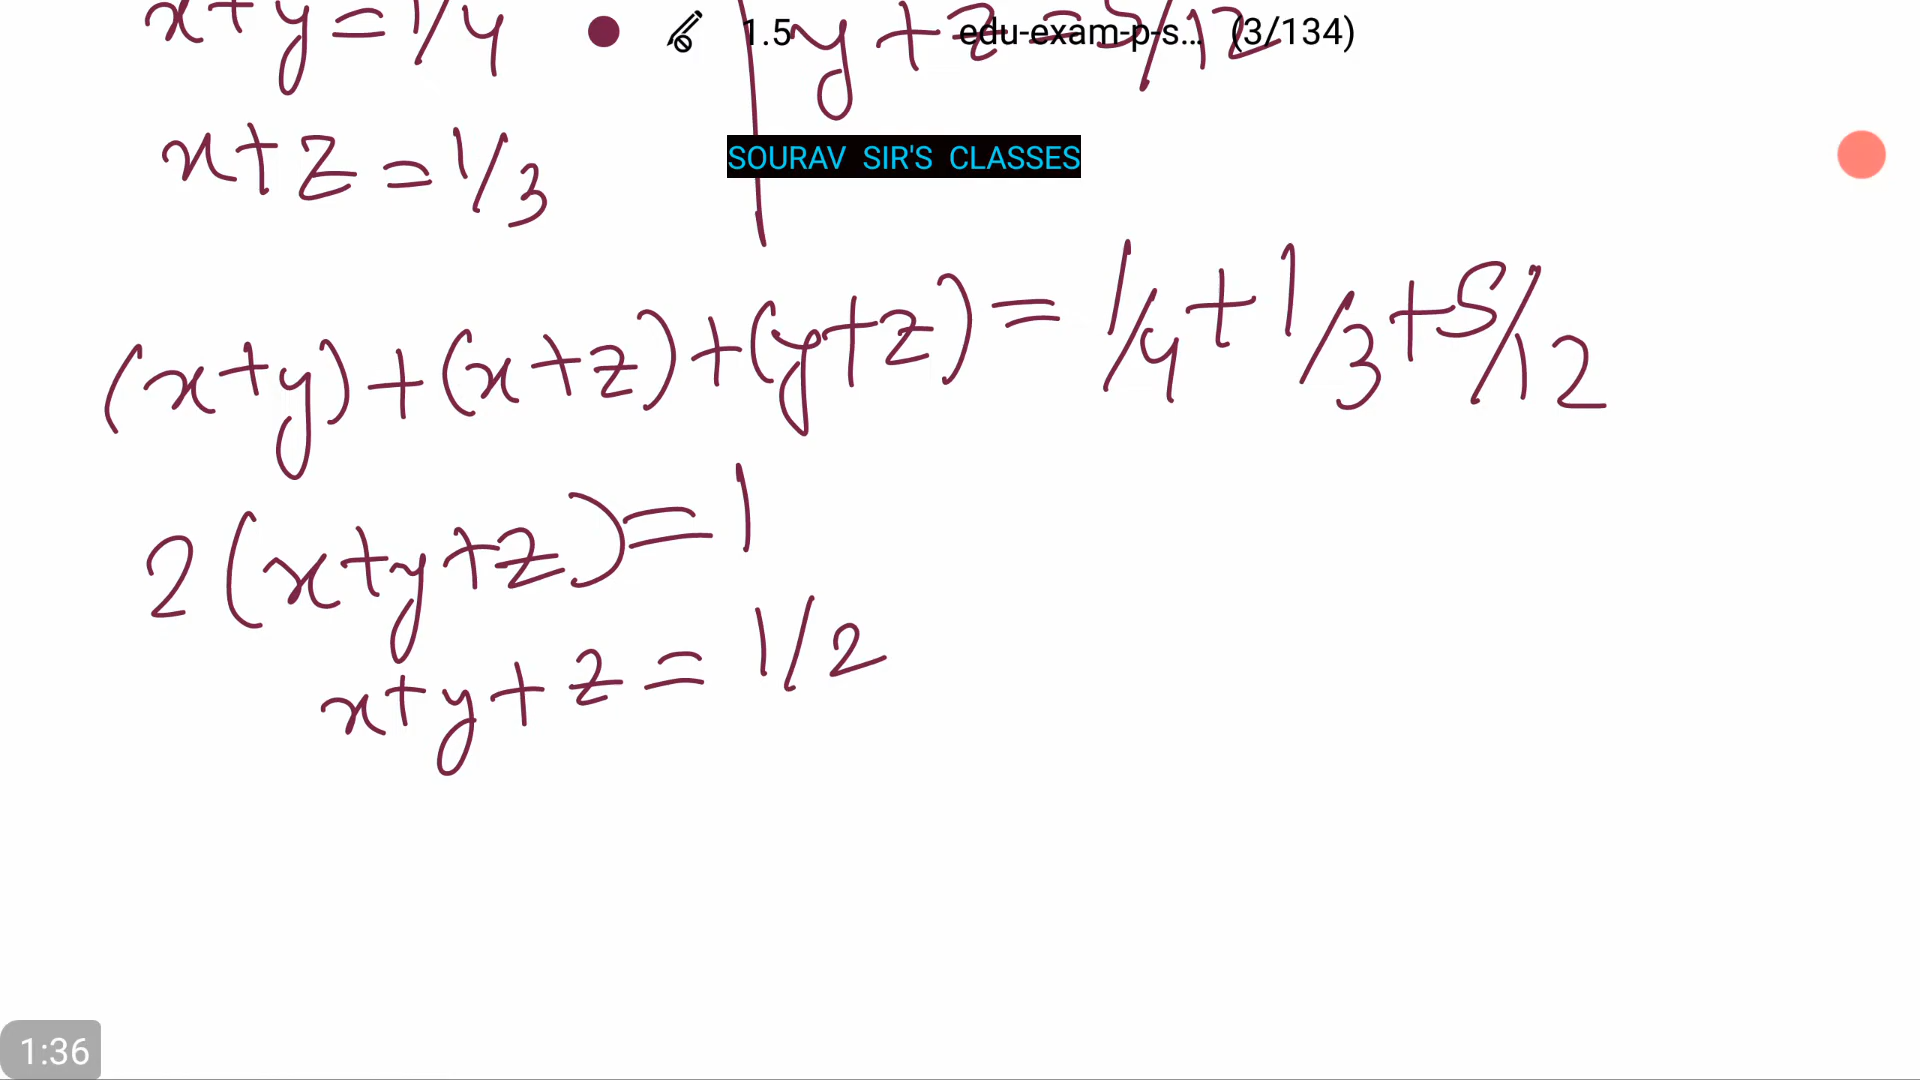 x+y=1/4
1.5
y+z=5/12
edu-exam-p-s... (3/134)
x+z=1/3
SOURAV SIR'S CLASSES
(x+y)+(x+z)+(y+z)=1/4+1/3+5/12
2(x+y+z)=1
x+y+z=1/2
1:36